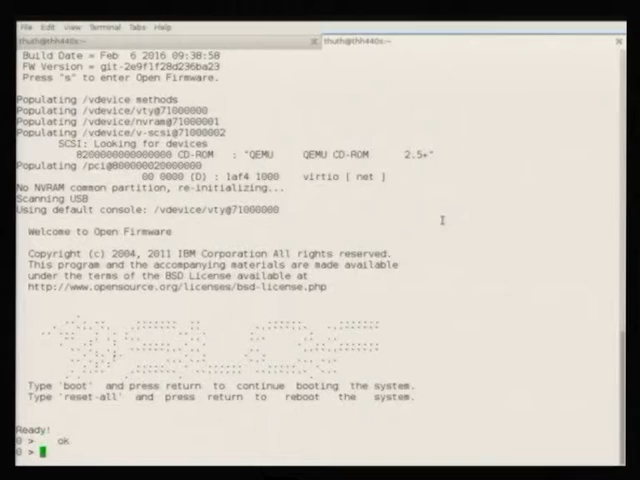 File Edit View Terminal Tabs Help
thuth@thh440s:~ thuth@thh440s:~
Build Date = Feb 6 2016 09:38:58
FW Version = git-2e9f1f28d236ba23
Press "s" to enter Open Firmware.
Populating /vdevice methods
Populating /vdevice/vty@71000000
Populating /vdevice/nvram@71000001
Populating /vdevice/v-scsi@71000002
SCSI: Looking for devices
8200000000000000 CD-ROM : "QEMU QEMU CD-ROM 2.5+"
Populating /pci@800000020000000
00 0000 (D) : 1af4 1000 virtio [ net ]
No NVRAM common partition, re-initializing...
Scanning USB
Using default console: /vdevice/vty@71000000
Welcome to Open Firmware
Copyright (c) 2004, 2011 IBM Corporation All rights reserved.
This program and the accompanying materials are made available
under the terms of the BSD License available at
http://www.opensource.org/licenses/bsd-license.php
Type 'boot' and press return to continue booting the system.
Type 'reset-all' and press return to reboot the system.
Ready!
0 > ok
0 >